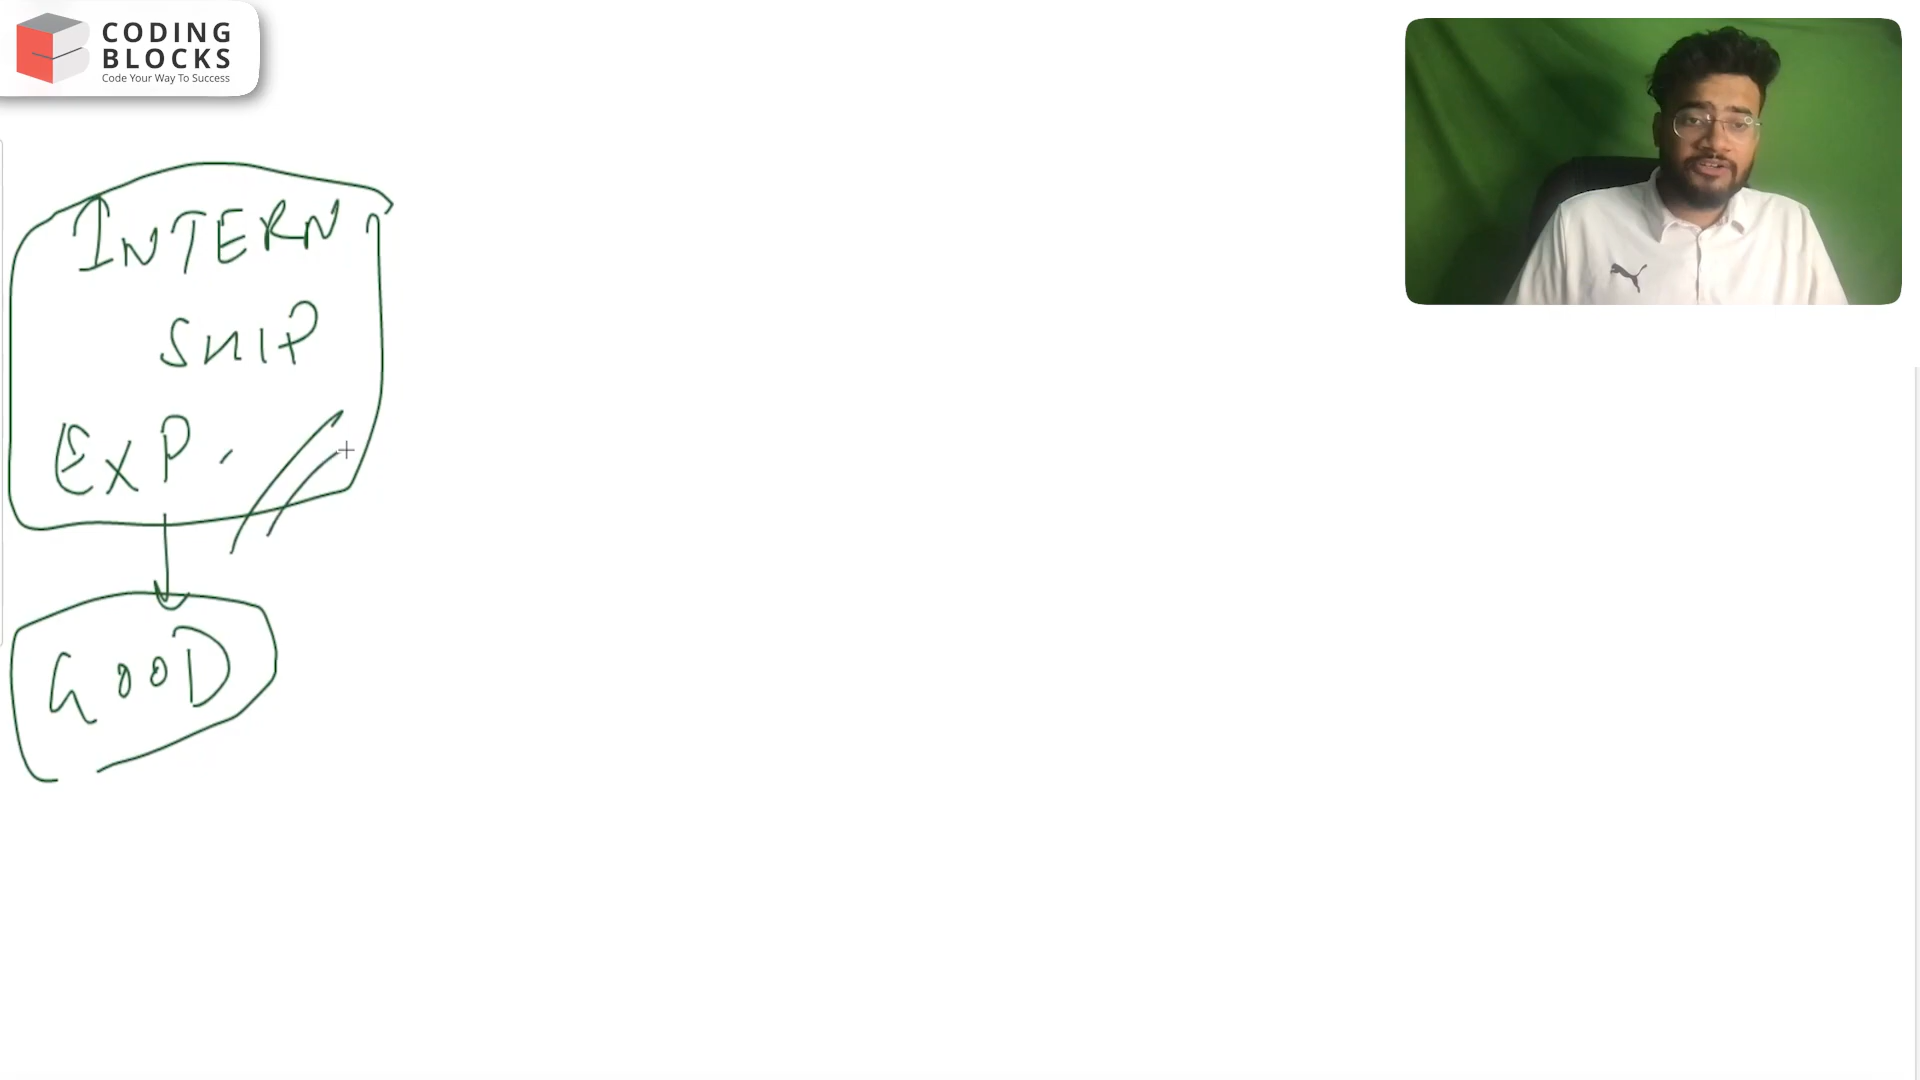 CODING
BLOCKS
Code Your Way To Success
INTERN
SHIP
EXP.
GOOD